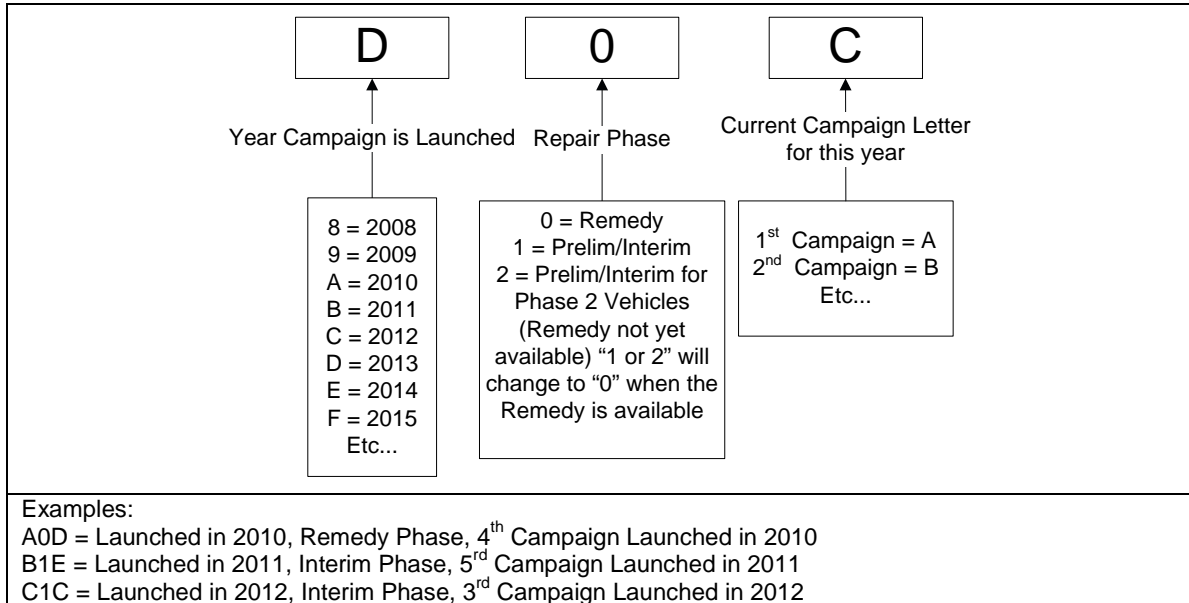 D 0 C
Year Campaign is Launched
Repair Phase
Current Campaign Letter
for this year
8 = 2008
9 = 2009
A = 2010
B = 2011
C = 2012
D = 2013
E = 2014
F = 2015
Etc...
0 = Remedy
1 = Prelim/Interim
2 = Prelim/Interim for
Phase 2 Vehicles
(Remedy not yet
available) “1 or 2” will
change to “0” when the
Remedy is available
1st Campaign = A
2nd Campaign = B
Etc...
Examples:
A0D = Launched in 2010, Remedy Phase, 4th Campaign Launched in 2010
B1E = Launched in 2011, Interim Phase, 5rd Campaign Launched in 2011
C1C = Launched in 2012, Interim Phase, 3rd Campaign Launched in 2012